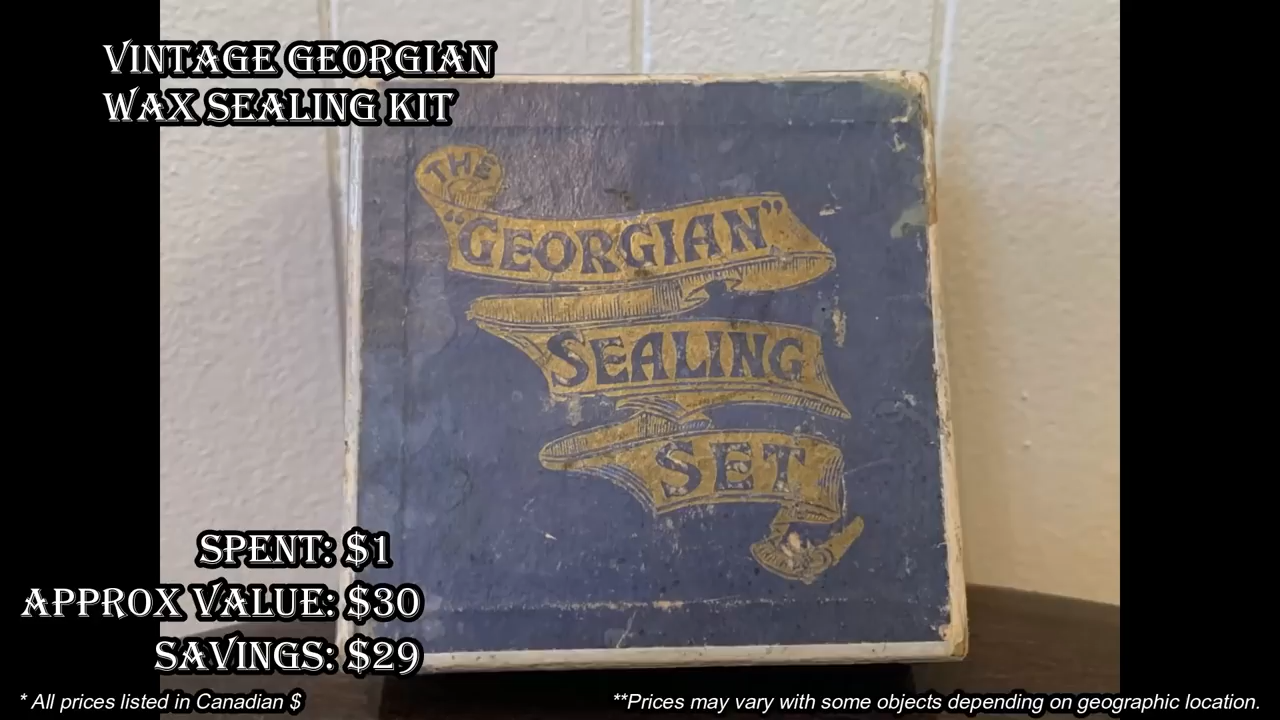 VINTAGE GEORGIAN
WAX SEALING KIT
THE
"GEORGIAN"
SEALING
SET
SPENT: $1
APPROX VALUE: $30
SAVINGS: $29
* All prices listed in Canadian $
**Prices may vary with some objects depending on geographic location.